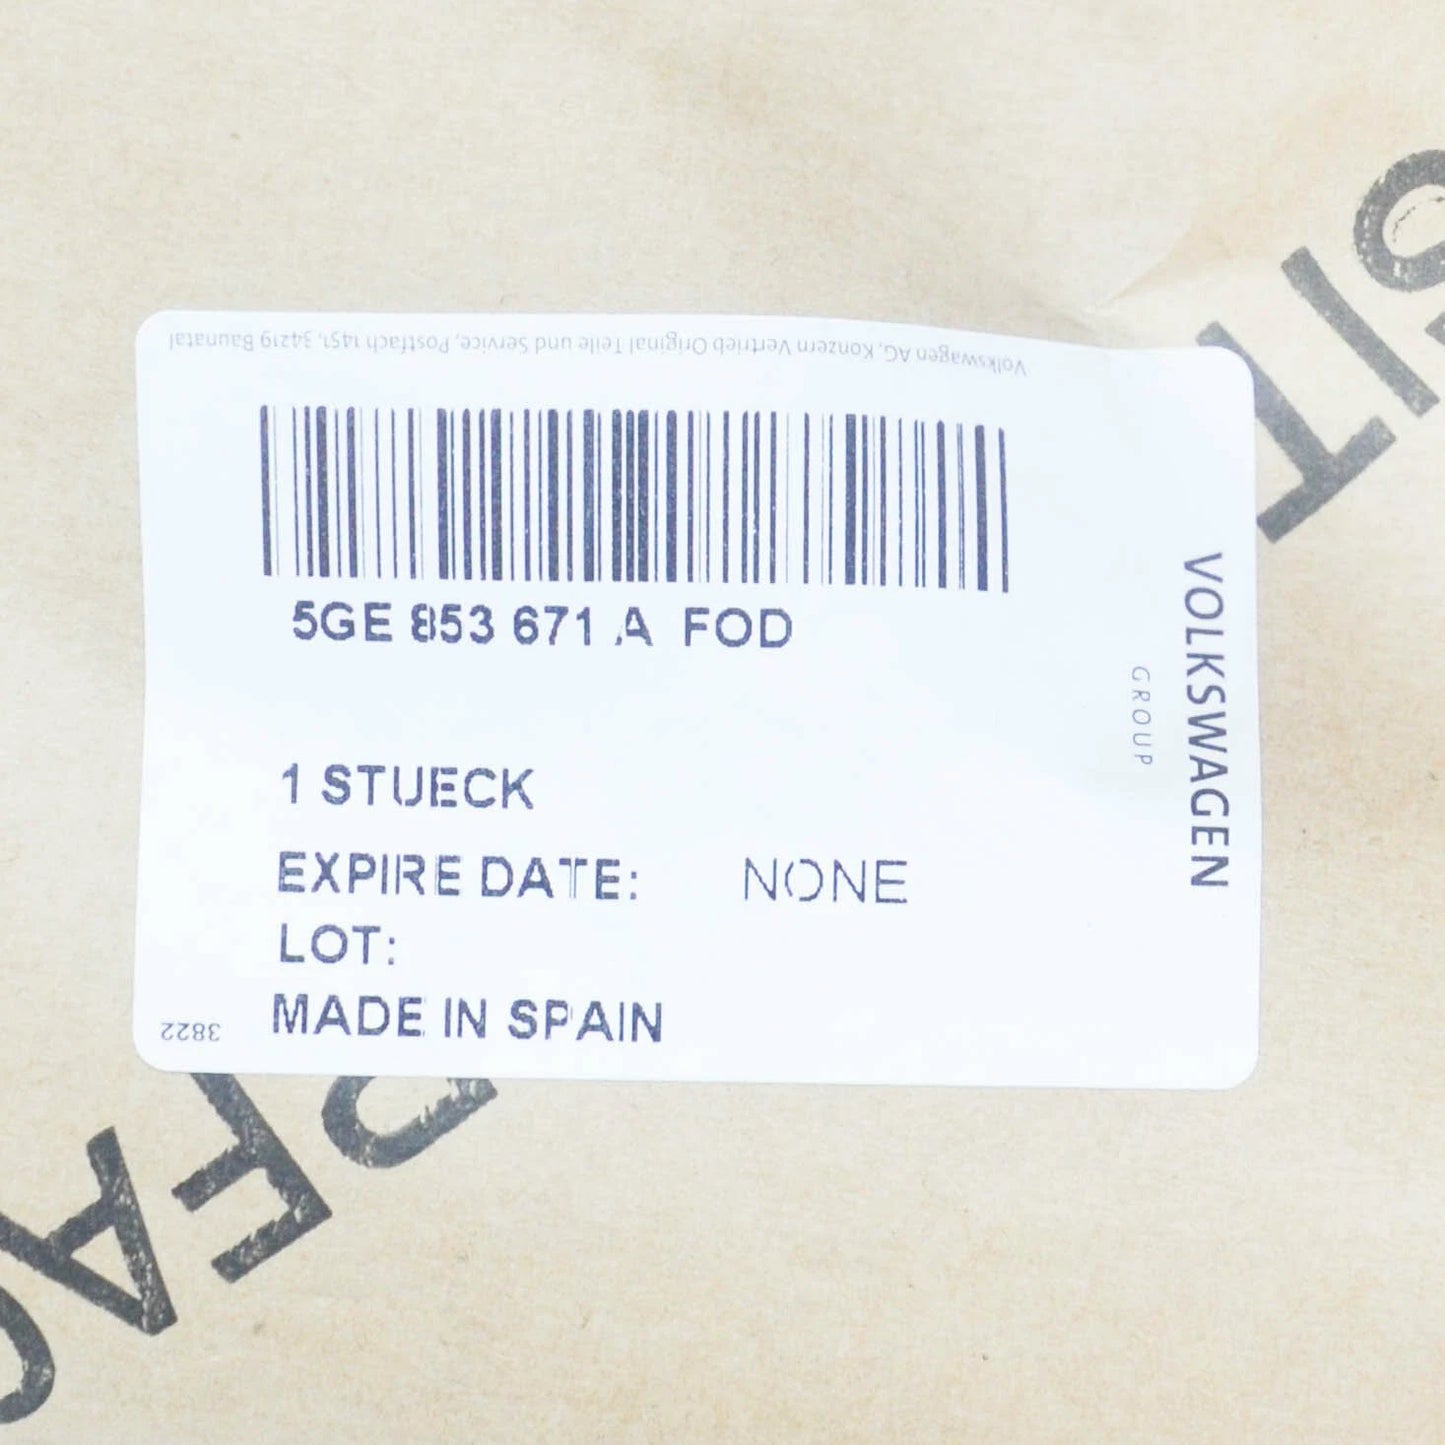 Volkswagen AG, Konzern Vertrieb Original Teile und Service, Postfach 1451, 34219 Baunatal
5GE 853 671 A FOD
VOLKSWAGEN
GROUP
1 STUECK
EXPIRE DATE: NONE
LOT:
MADE IN SPAIN
3822